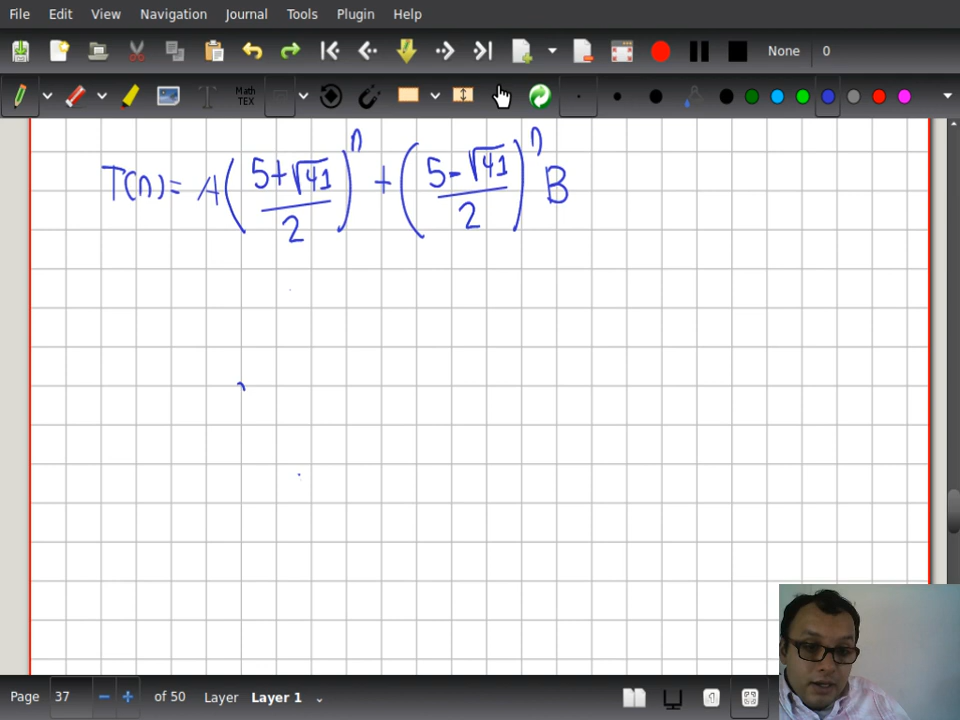 File Edit View Navigation Journal Tools Plugin Help
None 0
Math TEX
T(n) = A((5+√41)/2)^n + ((5-√41)/2)^n B
Page 37 of 50 Layer Layer 1